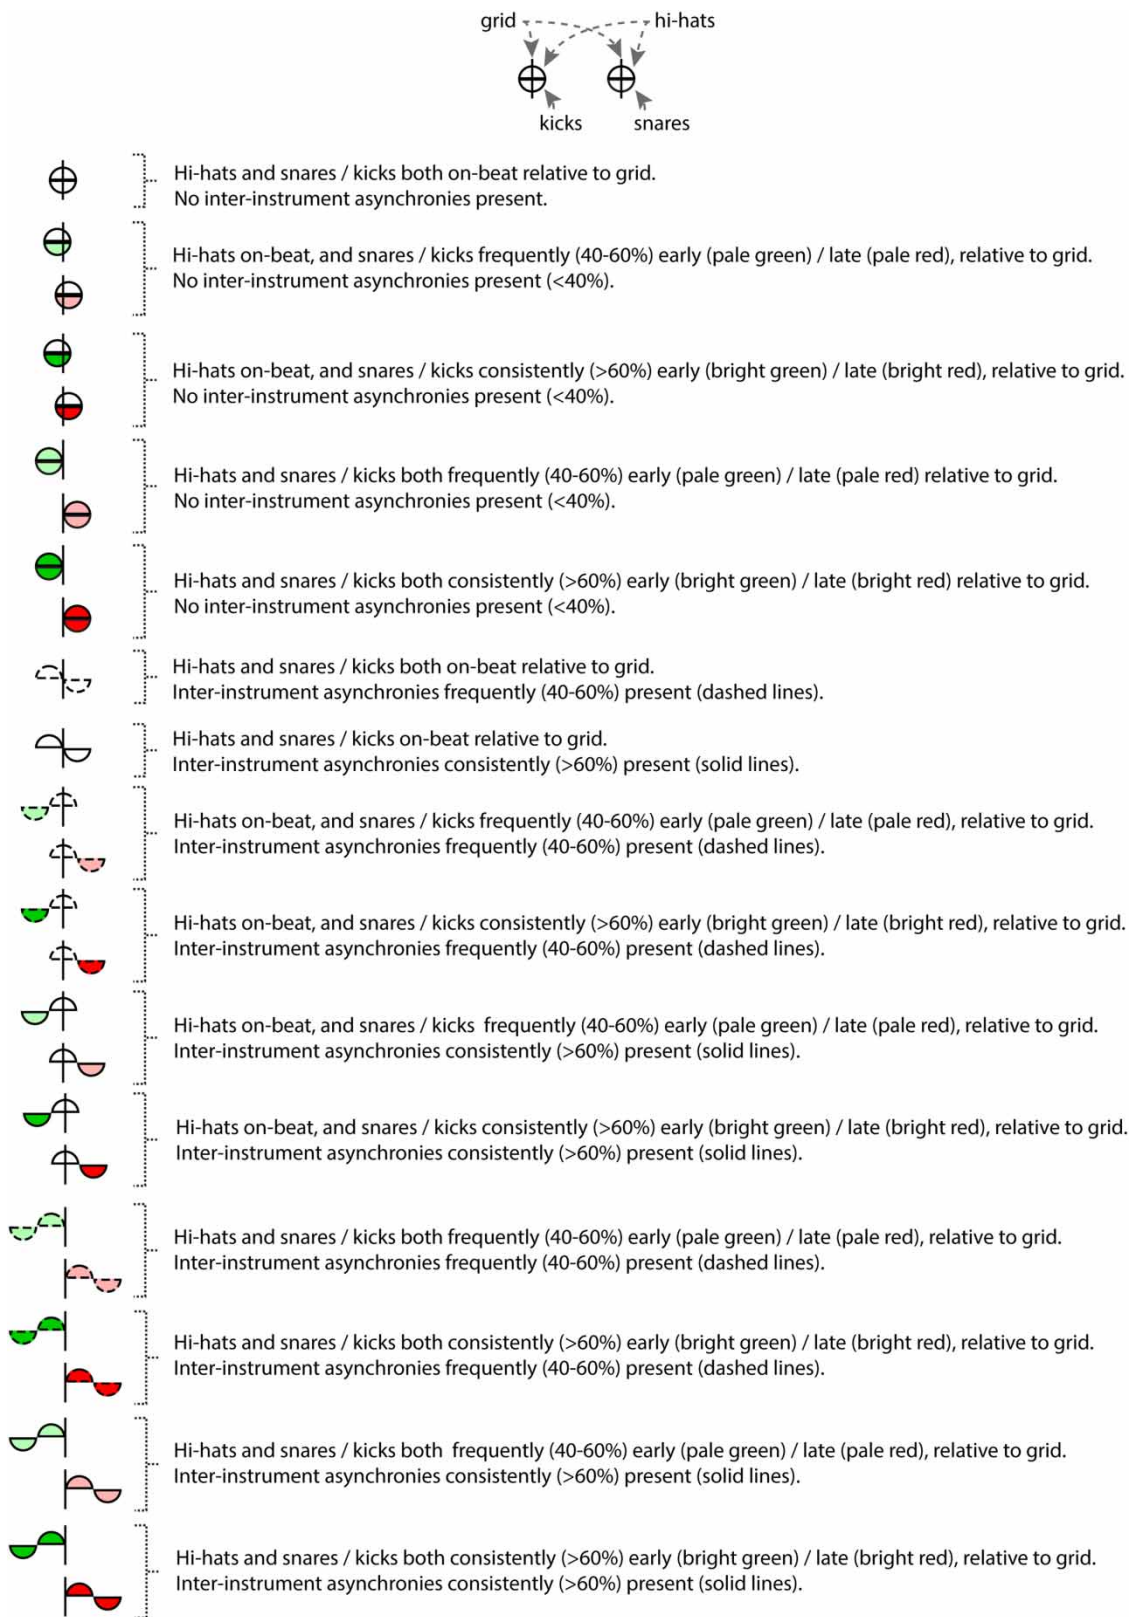 grid hi-hats
kicks snares
Hi-hats and snares / kicks both on-beat relative to grid.
No inter-instrument asynchronies present.
Hi-hats on-beat, and snares / kicks frequently (40-60%) early (pale green) / late (pale red), relative to grid.
No inter-instrument asynchronies present (<40%).
Hi-hats on-beat, and snares / kicks consistently (>60%) early (bright green) / late (bright red), relative to grid.
No inter-instrument asynchronies present (<40%).
Hi-hats and snares / kicks both frequently (40-60%) early (pale green) / late (pale red) relative to grid.
No inter-instrument asynchronies present (<40%).
Hi-hats and snares / kicks both consistently (>60%) early (bright green) / late (bright red) relative to grid.
No inter-instrument asynchronies present (<40%).
Hi-hats and snares / kicks both on-beat relative to grid.
Inter-instrument asynchronies frequently (40-60%) present (dashed lines).
Hi-hats and snares / kicks on-beat relative to grid.
Inter-instrument asynchronies consistently (>60%) present (solid lines).
Hi-hats on-beat, and snares / kicks frequently (40-60%) early (pale green) / late (pale red), relative to grid.
Inter-instrument asynchronies frequently (40-60%) present (dashed lines).
Hi-hats on-beat, and snares / kicks consistently (>60%) early (bright green) / late (bright red), relative to grid.
Inter-instrument asynchronies frequently (40-60%) present (dashed lines).
Hi-hats on-beat, and snares / kicks frequently (40-60%) early (pale green) / late (pale red), relative to grid.
Inter-instrument asynchronies consistently (>60%) present (solid lines).
Hi-hats on-beat, and snares / kicks consistently (>60%) early (bright green) / late (bright red), relative to grid.
Inter-instrument asynchronies consistently (>60%) present (solid lines).
Hi-hats and snares / kicks both frequently (40-60%) early (pale green) / late (pale red), relative to grid.
Inter-instrument asynchronies frequently (40-60%) present (dashed lines).
Hi-hats and snares / kicks both consistently (>60%) early (bright green) / late (bright red), relative to grid.
Inter-instrument asynchronies frequently (40-60%) present (dashed lines).
Hi-hats and snares / kicks both frequently (40-60%) early (pale green) / late (pale red), relative to grid.
Inter-instrument asynchronies consistently (>60%) present (solid lines).
Hi-hats and snares / kicks both consistently (>60%) early (bright green) / late (bright red), relative to grid.
Inter-instrument asynchronies consistently (>60%) present (solid lines).